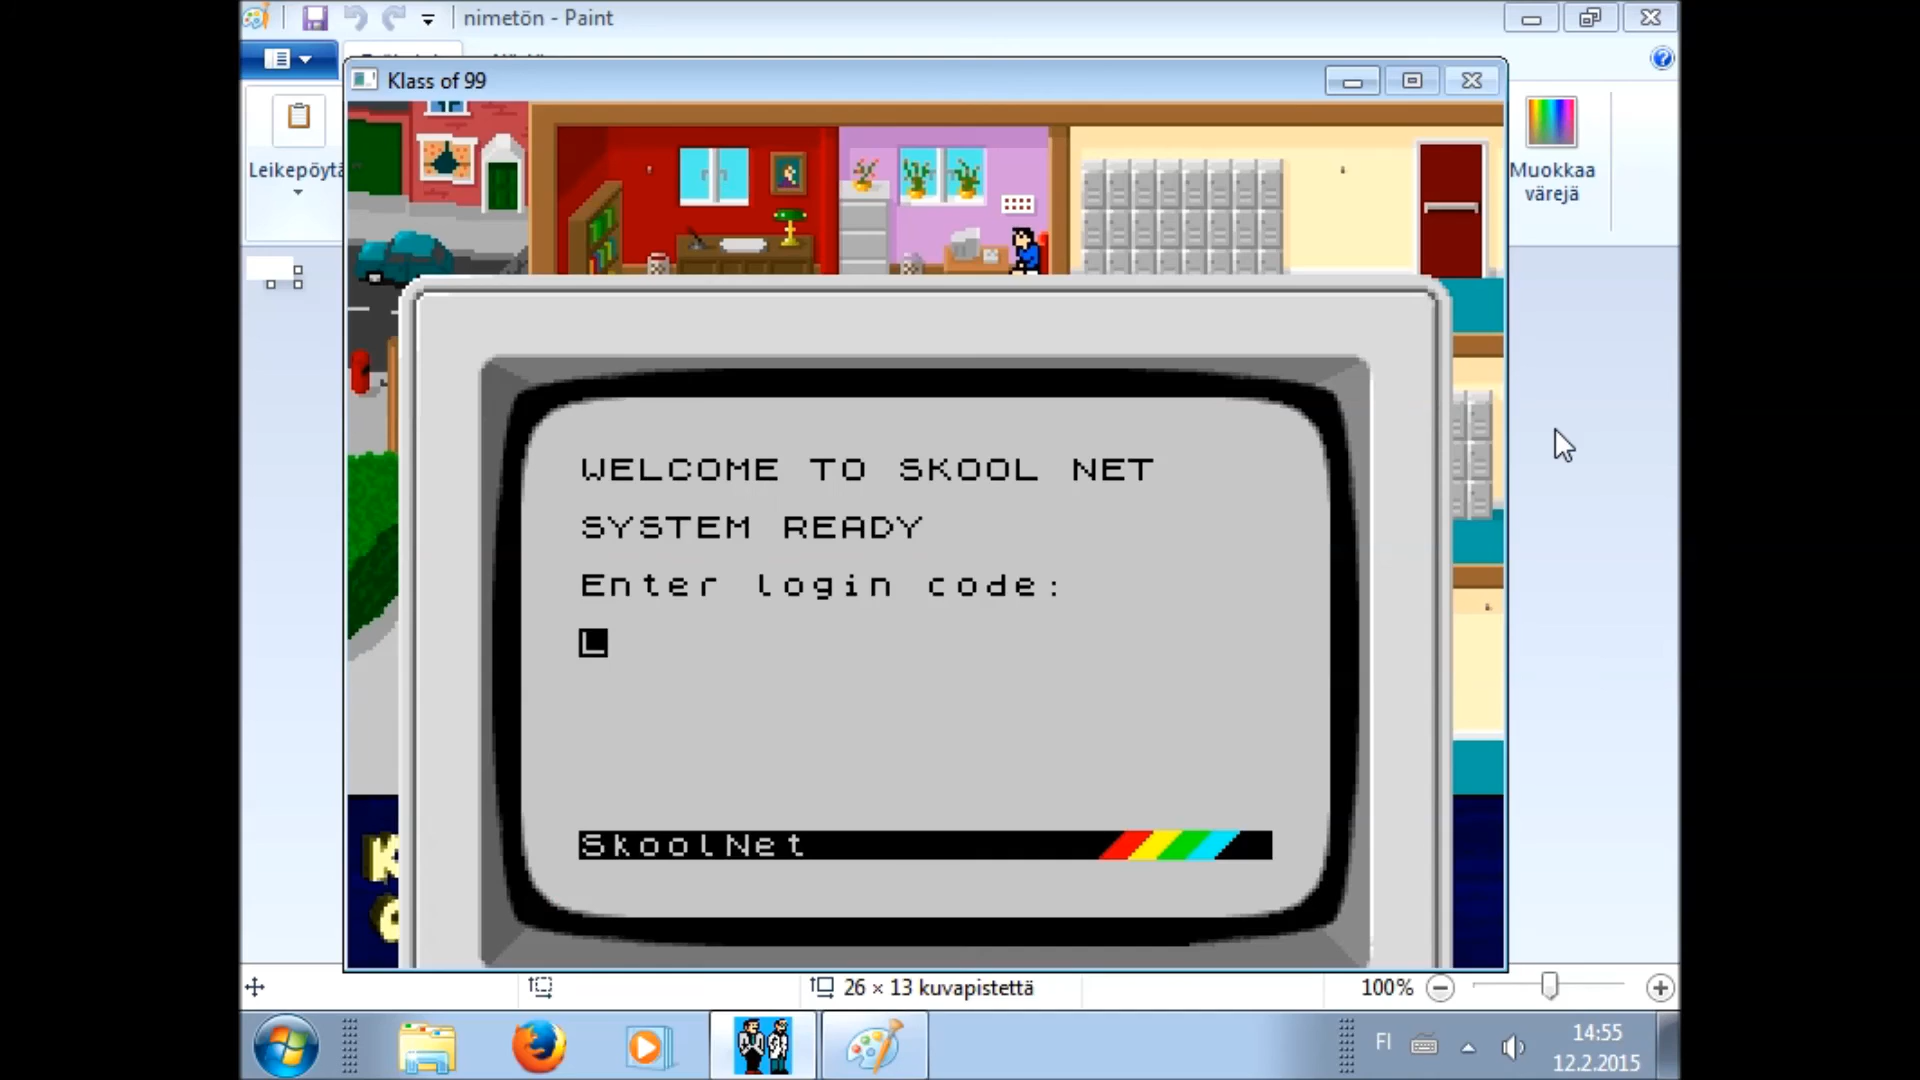 nimetön - Paint
Klass of 99
Leikepöytä
Muokkaa
värejä
WELCOME TO SKOOL NET
SYSTEM READY
Enter login code:
L
SkoolNet
K
26 × 13 kuvapistettä
100%
FI
14:55
12.2.2015